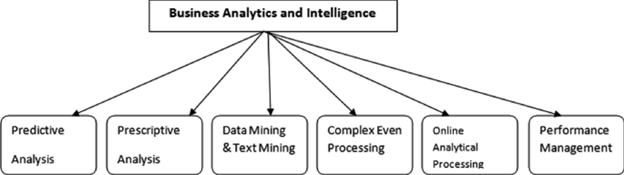 Business Analytics and Intelligence
Predictive
Analysis
Prescriptive
Analysis
Data Mining
& Text Mining
Complex Even
Processing
Online
Analytical
Processing
Performance
Management